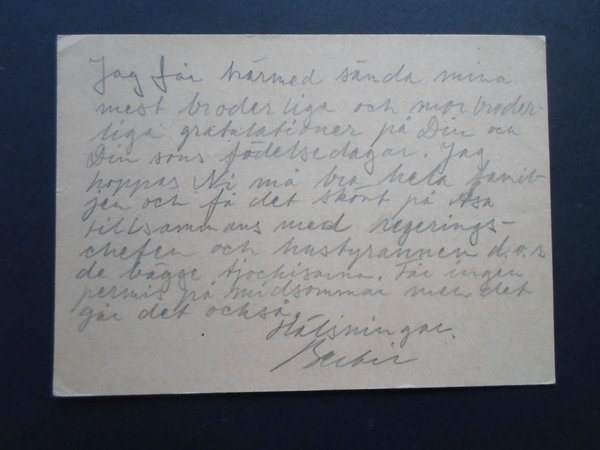 Jag får härmed sända mina
mest broderliga och morbroder-
liga gratulationer på Din och
Din sons födelsedagar. Jag
hoppas Ni må bra hela famil-
jen och få det skönt på Åsa
tillsammans med regerings-
chefen och hustyrannen d.v.s.
de bägge tjockisarna. Får ingen
permis på midsommar men det
går det också.
Hälsningar.